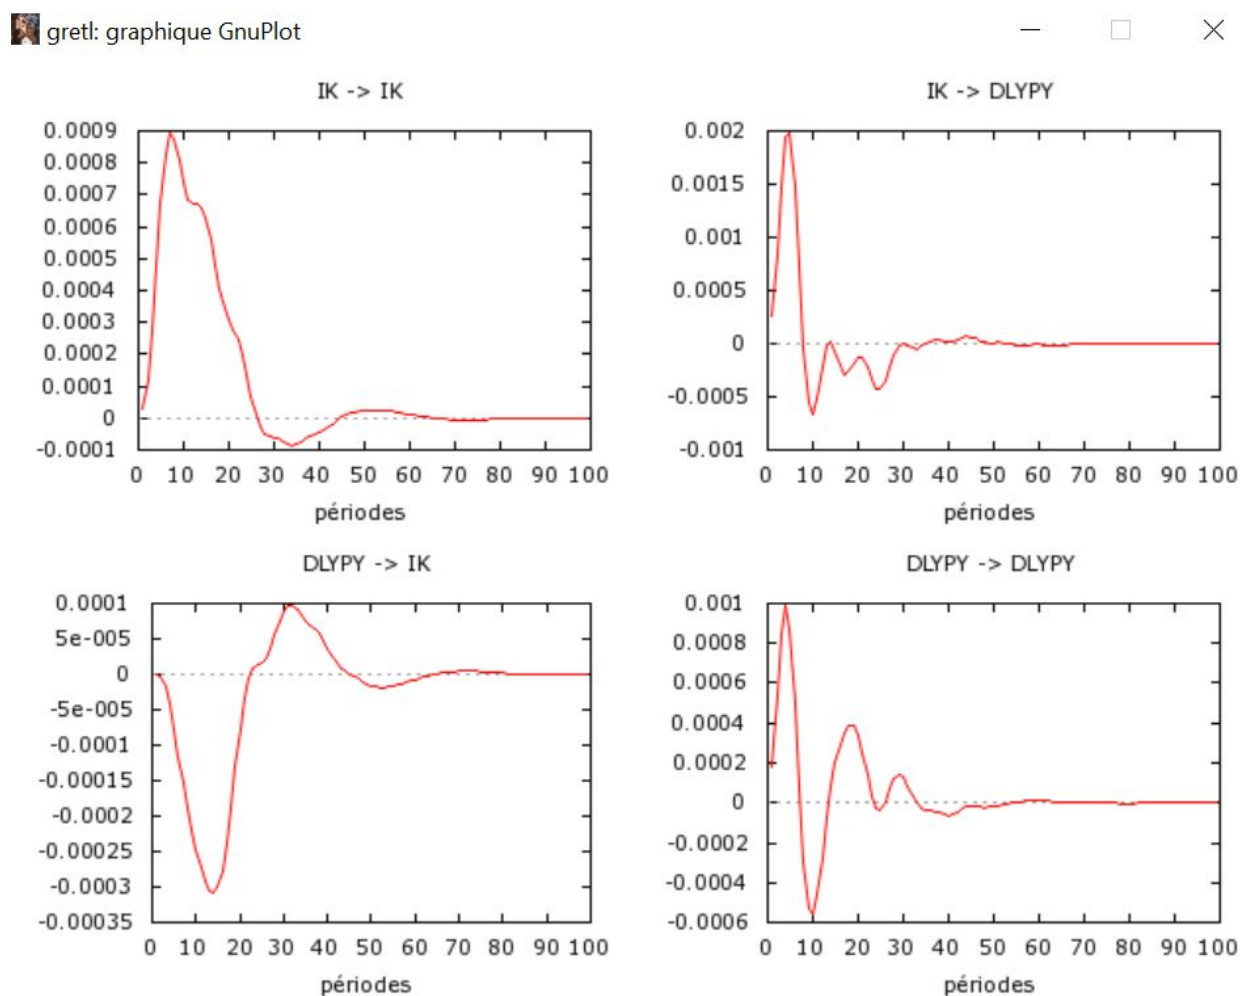 gretl: graphique GnuPlot
IK -> IK
0.0009
0.0008
0.0007
0.0006
0.0005
0.0004
0.0003
0.0002
0.0001
0
-0.0001
0 10 20 30 40 50 60 70 80 90 100
périodes
IK -> DLYPY
0.002
0.0015
0.001
0.0005
0
-0.0005
-0.001
0 10 20 30 40 50 60 70 80 90 100
périodes
DLYPY -> IK
0.0001
5e-005
0
-5e-005
-0.0001
-0.00015
-0.0002
-0.00025
-0.0003
-0.00035
0 10 20 30 40 50 60 70 80 90 100
périodes
DLYPY -> DLYPY
0.001
0.0008
0.0006
0.0004
0.0002
0
-0.0002
-0.0004
-0.0006
0 10 20 30 40 50 60 70 80 90 100
périodes